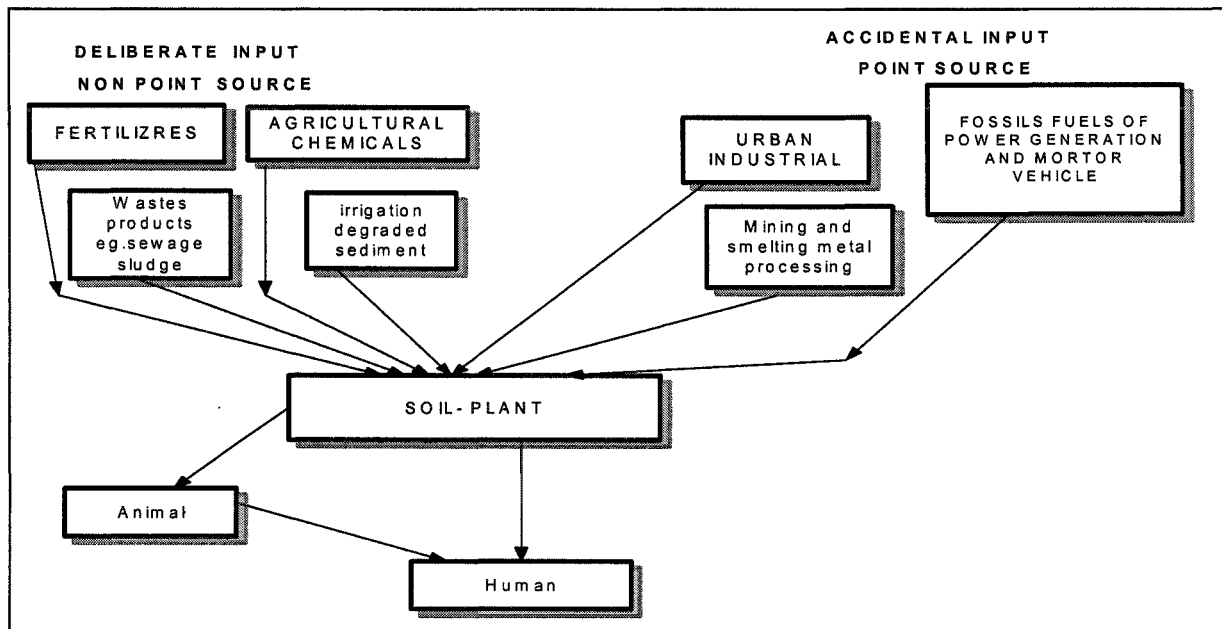 DELIBERATE INPUT
NON POINT SOURCE
ACCIDENTAL INPUT
POINT SOURCE
FERTILIZRES
AGRICULTURAL
CHEMICALS
URBAN
INDUSTRIAL
FOSSILS FUELS OF
POWER GENERATION
AND MORTOR
VEHICLE
Wastes
products
eg.sewage
sludge
irrigation
degraded
sediment
Mining and
smelting metal
processing
SOIL-PLANT
Animal
Human